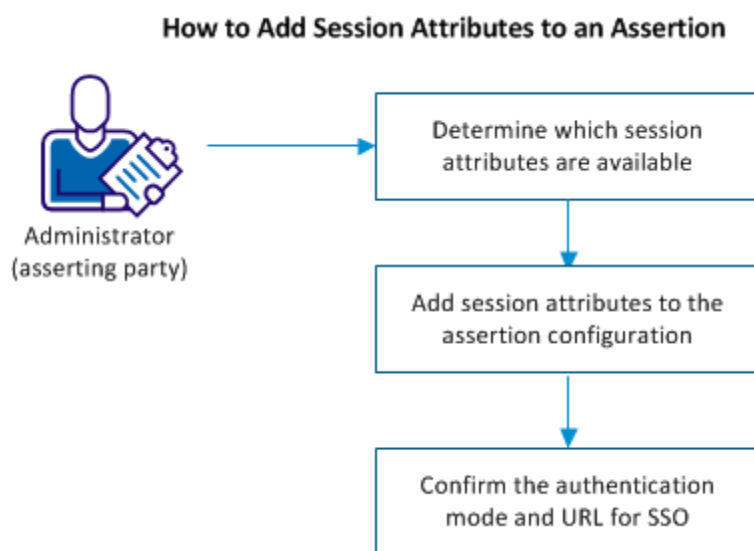 How to Add Session Attributes to an Assertion
Administrator
(asserting party)
Determine which session
attributes are available
Add session attributes to the
assertion configuration
Confirm the authentication
mode and URL for SSO